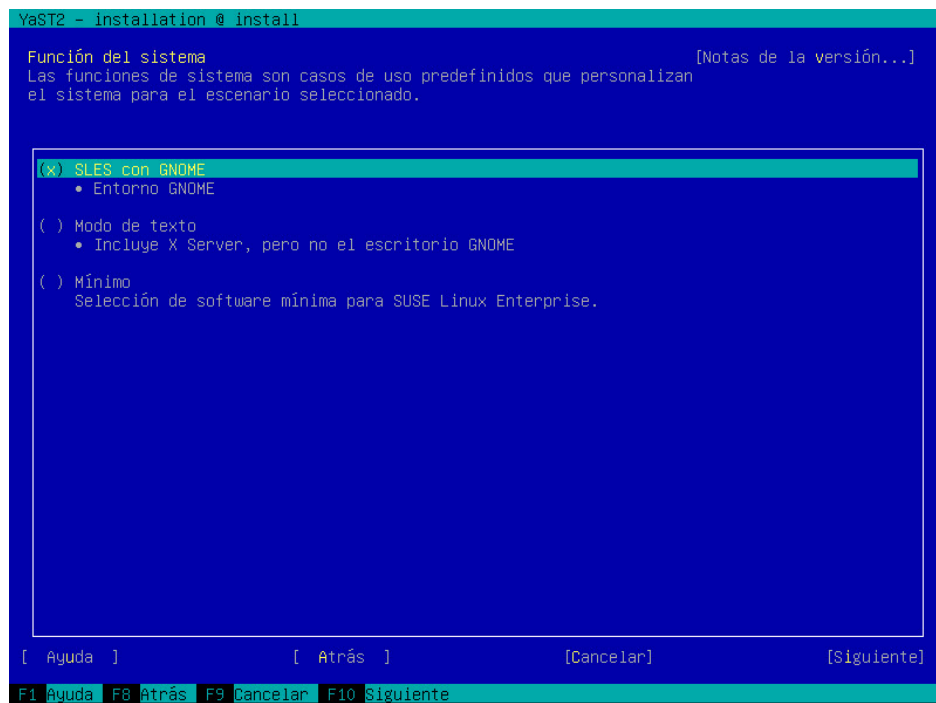 YaST2 - installation @ install
Función del sistema [Notas de la versión...]
Las funciones de sistema son casos de uso predefinidos que personalizan
el sistema para el escenario seleccionado.
(x) SLES con GNOME
• Entorno GNOME
( ) Modo de texto
• Incluye X Server, pero no el escritorio GNOME
( ) Mínimo
Selección de software mínima para SUSE Linux Enterprise.
[ Ayuda ] [ Atrás ] [Cancelar] [Siguiente]
F1 Ayuda F8 Atrás F9 Cancelar F10 Siguiente